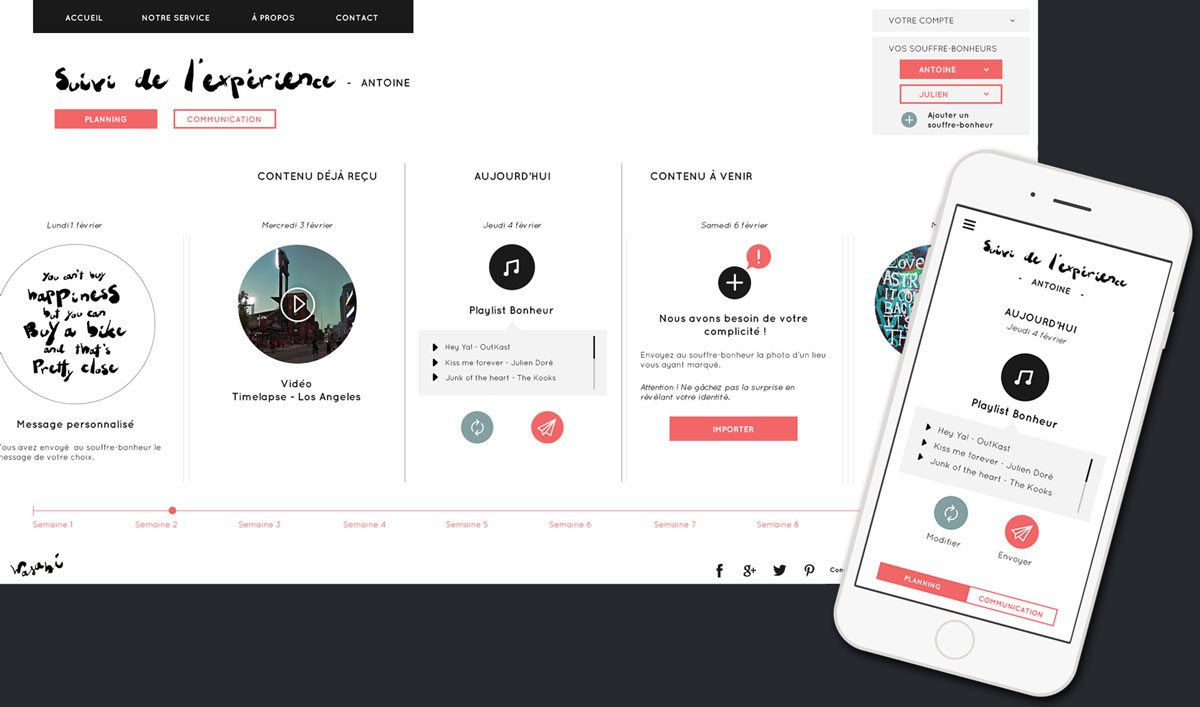 ACCUEIL NOTRE SERVICE À PROPOS CONTACT
VOTRE COMPTE
VOS SOUFFRE-BONHEURS
ANTOINE
JULIEN
Ajouter un
souffre-bonheur
Suivi de l'expérience - ANTOINE
PLANNING COMMUNICATION
CONTENU DÉJÀ REÇU
AUJOURD'HUI
CONTENU À VENIR
Lundi 1 février
You can't buy
happiness
but you can
Buy a bike
and that's
Pretty close
Message personnalisé
Vous avez envoyé au souffre-bonheur le
message de votre choix.
Mercredi 3 février
Vidéo
Timelapse - Los Angeles
Jeudi 4 février
Playlist Bonheur
Hey Ya! - OutKast
Kiss me forever - Julien Doré
Junk of the heart - The Kooks
Samedi 6 février
!
Nous avons besoin de votre
complicité !
Envoyez au souffre-bonheur la photo d'un lieu
vous ayant marqué.
Attention ! Ne gâchez pas la surprise en
révélant votre identité.
IMPORTER
LOVE
Semaine 1 Semaine 2 Semaine 3 Semaine 4 Semaine 5 Semaine 6 Semaine 7 Semaine 8
Wasabi
f g+
Suivi de l'expérience
- ANTOINE -
AUJOURD'HUI
Jeudi 4 février
Playlist Bonheur
Hey Ya! - OutKast
Kiss me forever - Julien Doré
Junk of the heart - The Kooks
Modifier Envoyer
PLANNING COMMUNICATION